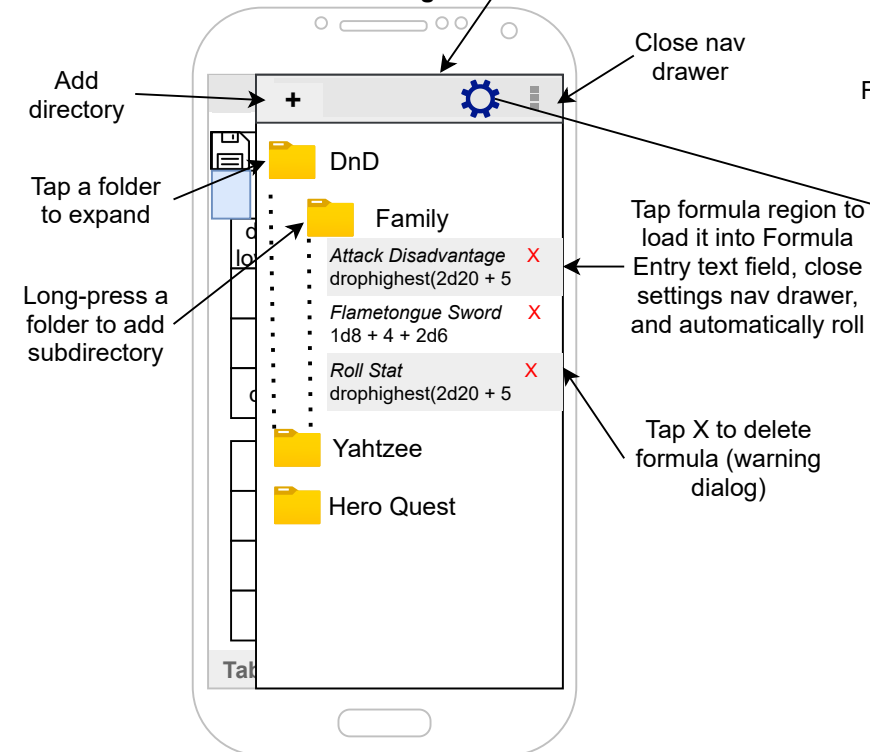 g
Close nav
drawer
F
Add
directory
+
Tap a folder
to expand
DnD
Family
Tap formula region to
load it into Formula
Entry text field, close
settings nav drawer,
and automatically roll
d
lo
Attack Disadvantage X
drophighest(2d20 + 5
Long-press a
folder to add
subdirectory
Flametongue Sword X
1d8 + 4 + 2d6
Roll Stat X
drophighest(2d20 + 5
d
Tap X to delete
formula (warning
dialog)
Yahtzee
Hero Quest
Tab